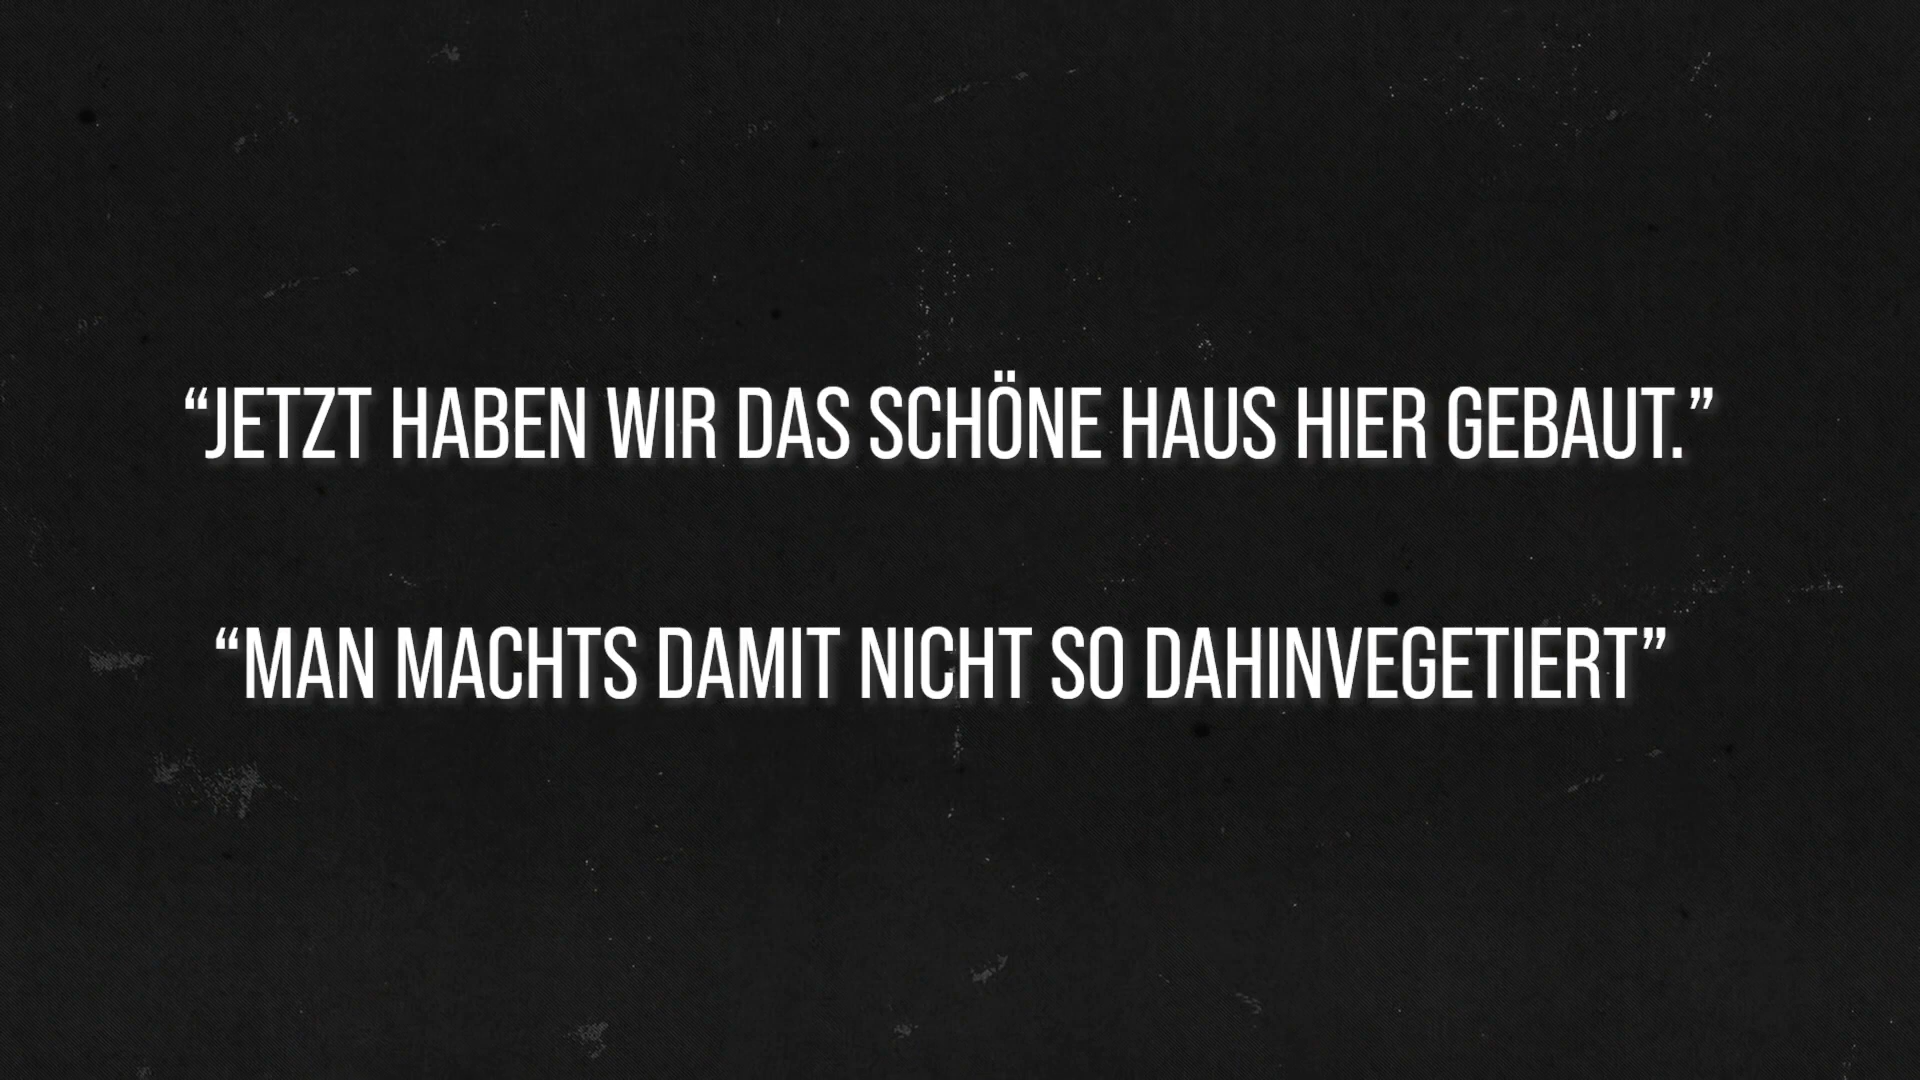 “JETZT HABEN WIR DAS SCHÖNE HAUS HIER GEBAUT.”
“MAN MACHTS DAMIT NICHT SO DAHINVEGETIERT”